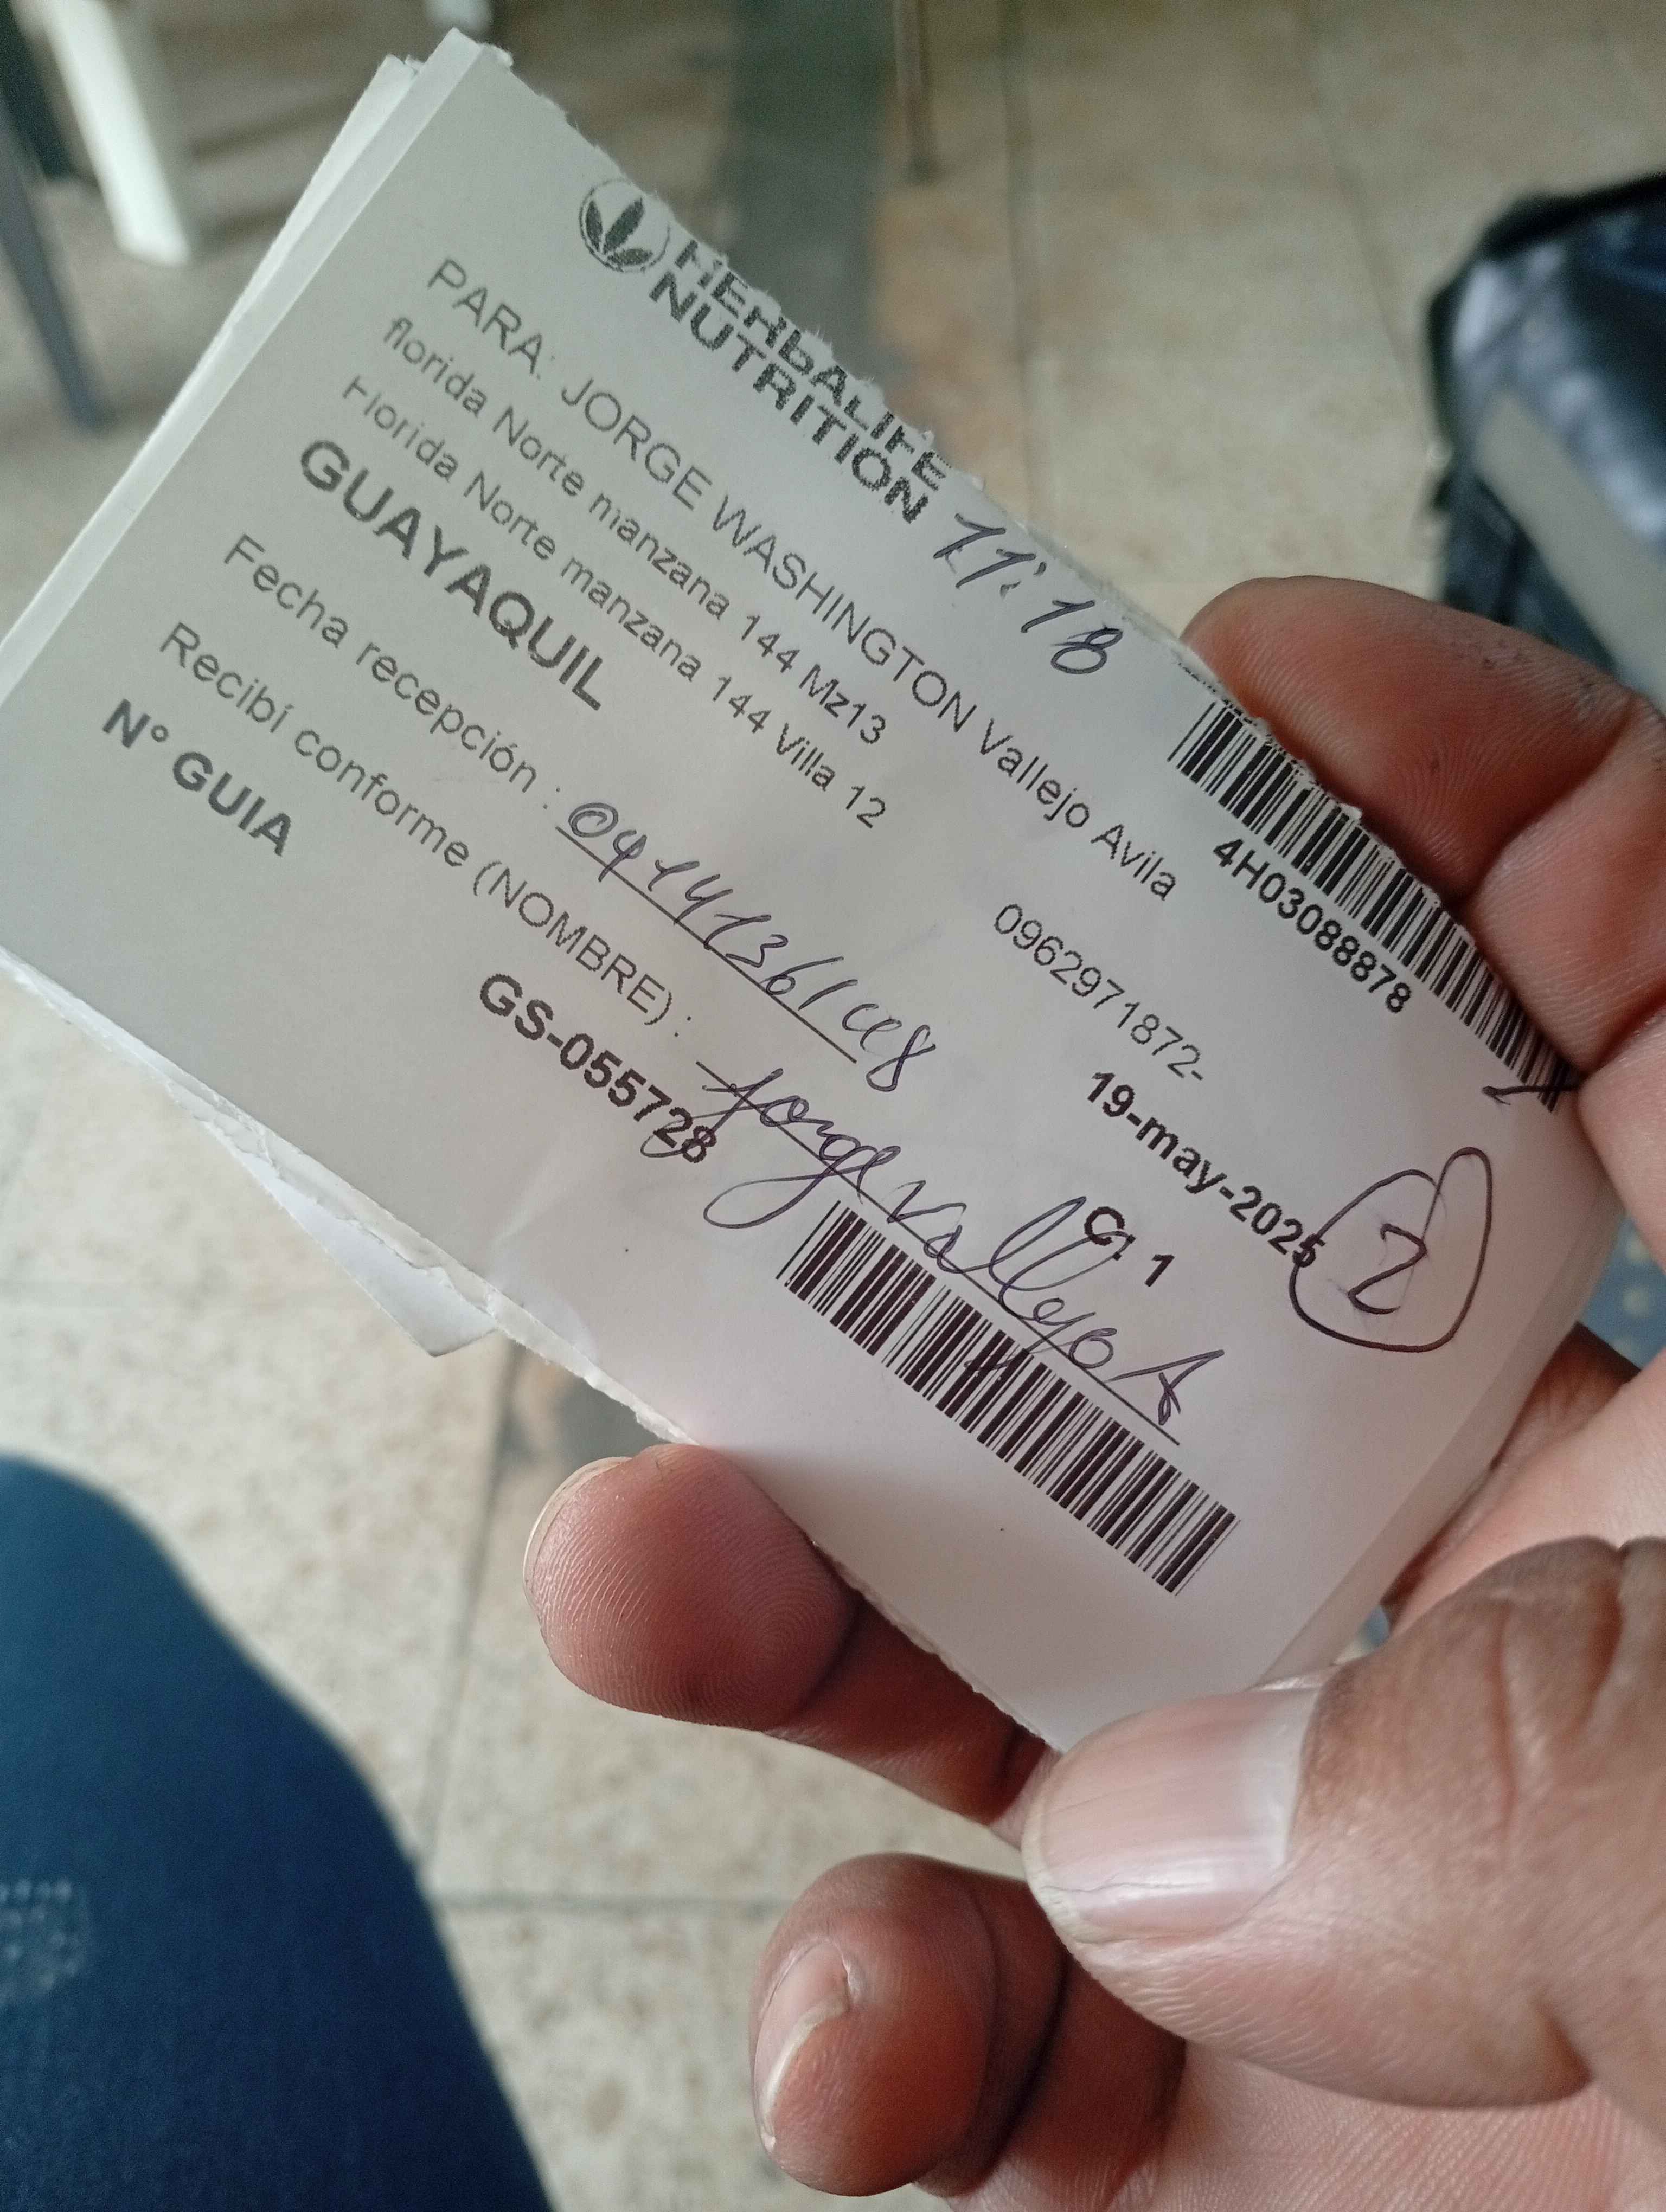 HERBALIFE
NUTRITION 11:18
4H03088878
PARA: JORGE WASHINGTON Vallejo Avila
florida Norte manzana 144 Mz13
Florida Norte manzana 144 Villa 12
0962971872-
GUAYAQUIL
19-may-2025
2
Fecha recepción :
C. 1
Recibí conforme (NOMBRE): Jorge Vallejo A
N° GUIA GS-055728